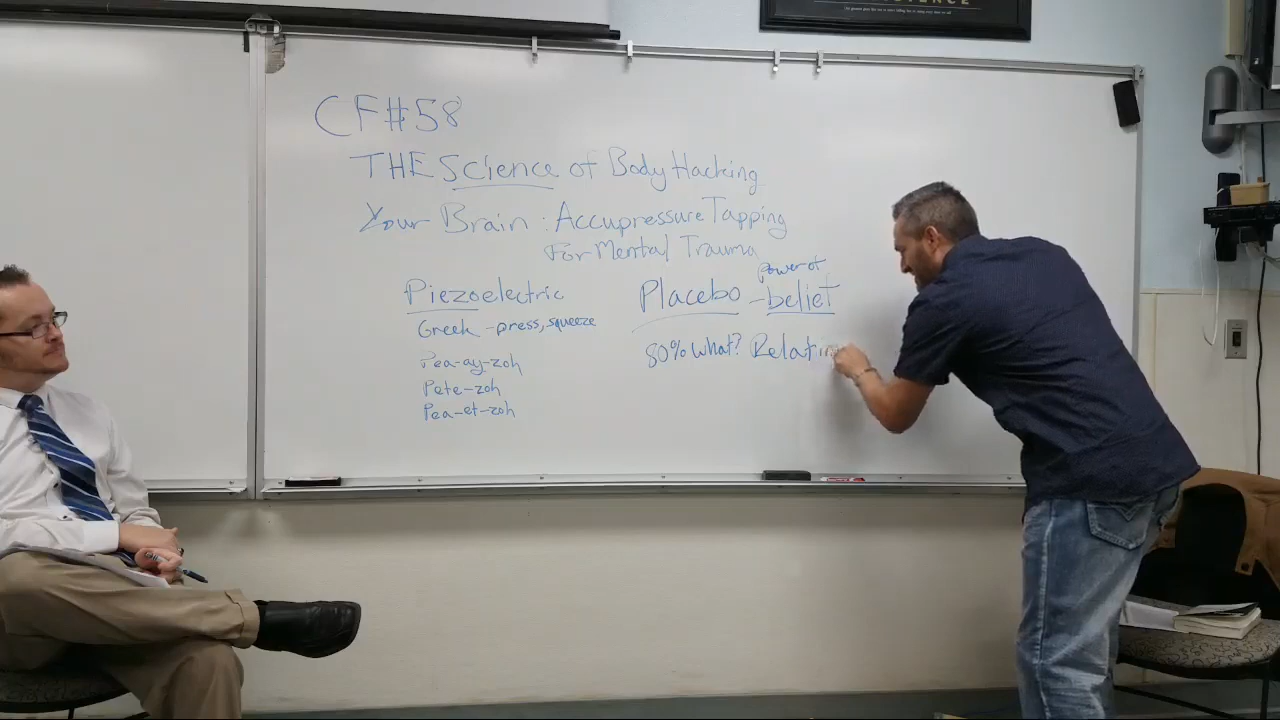 CF#58
THE Science of Body Hacking
Your Brain: Accupressure Tapping
For Mental Trauma
Piezoelectric
Greek - press, squeeze
Pea-ay-zoh
Pete-zoh
Pea-et-zoh
power of
Placebo - belief
80% what? Relati